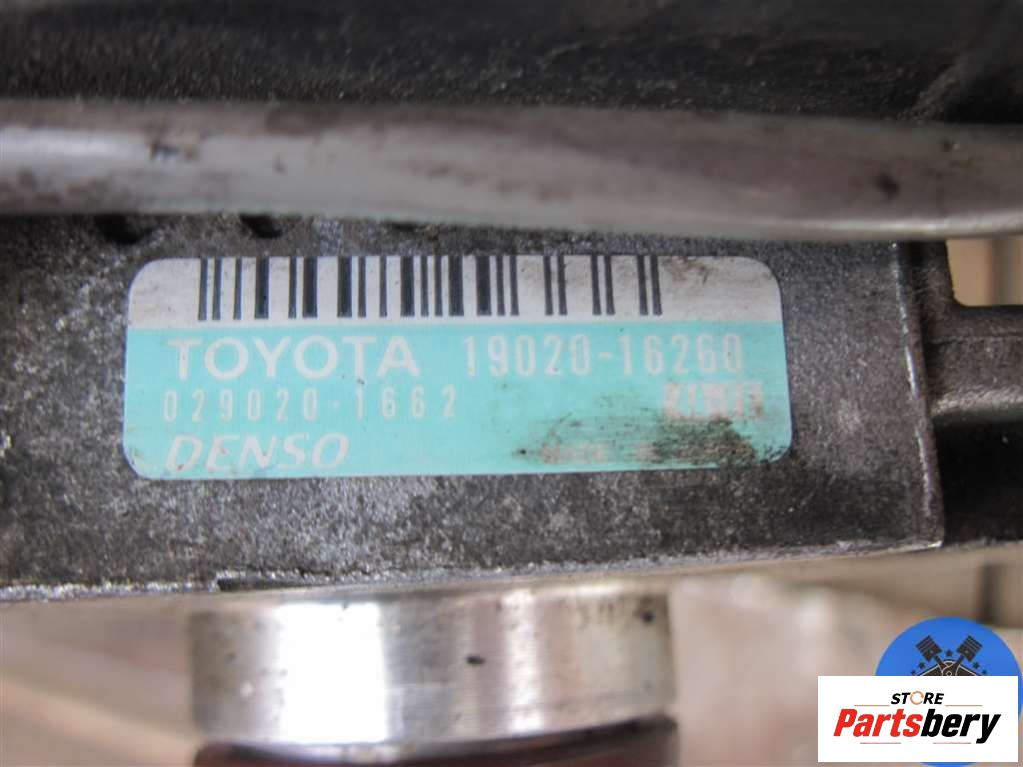 TOYOTA 19020-16260
029020-1662
DENSO
STORE
Partsbery